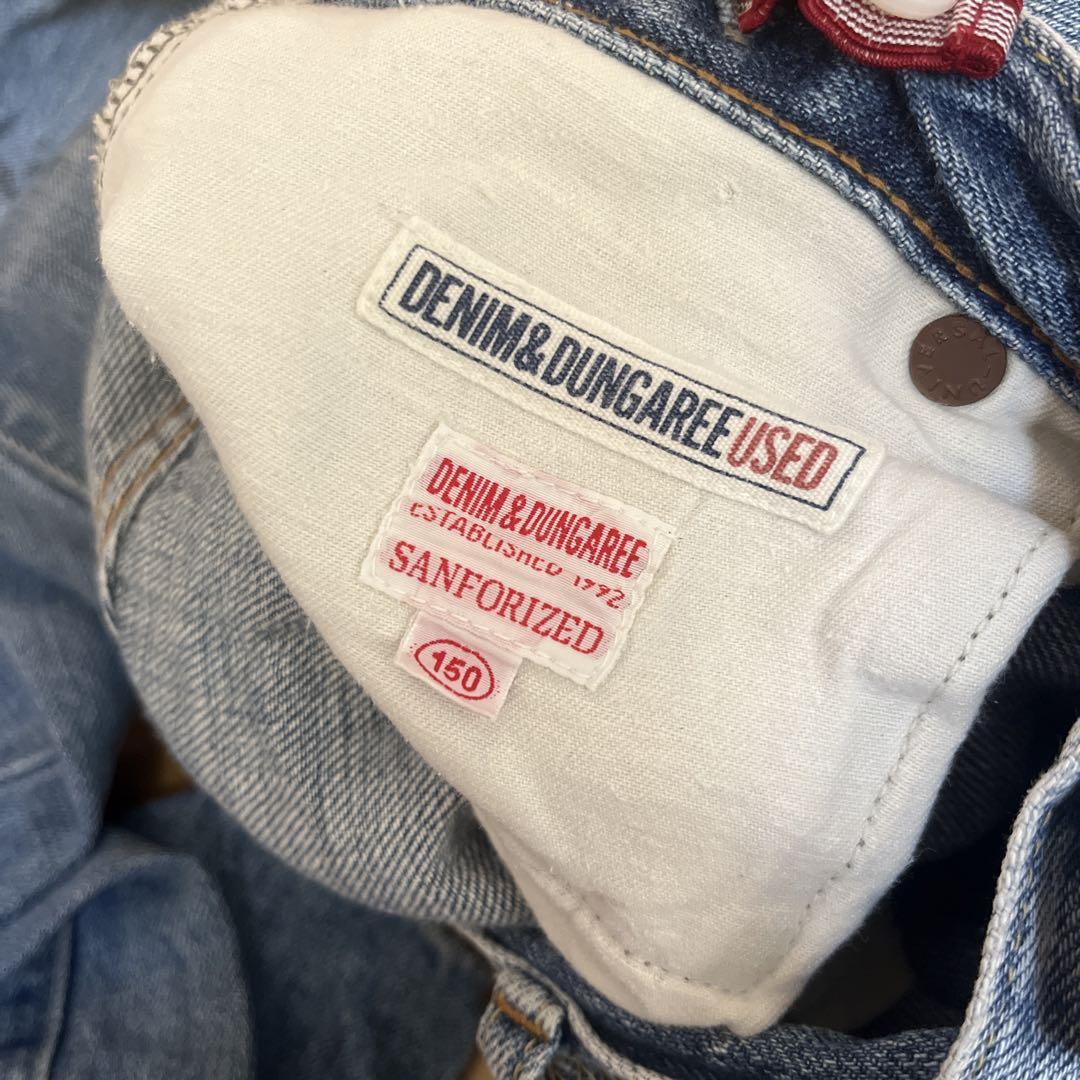 DENIM&DUNGAREE USED
UNIVERSAL
DENIM & DUNGAREE
ESTABLISHED 1992
SANFORIZED
150